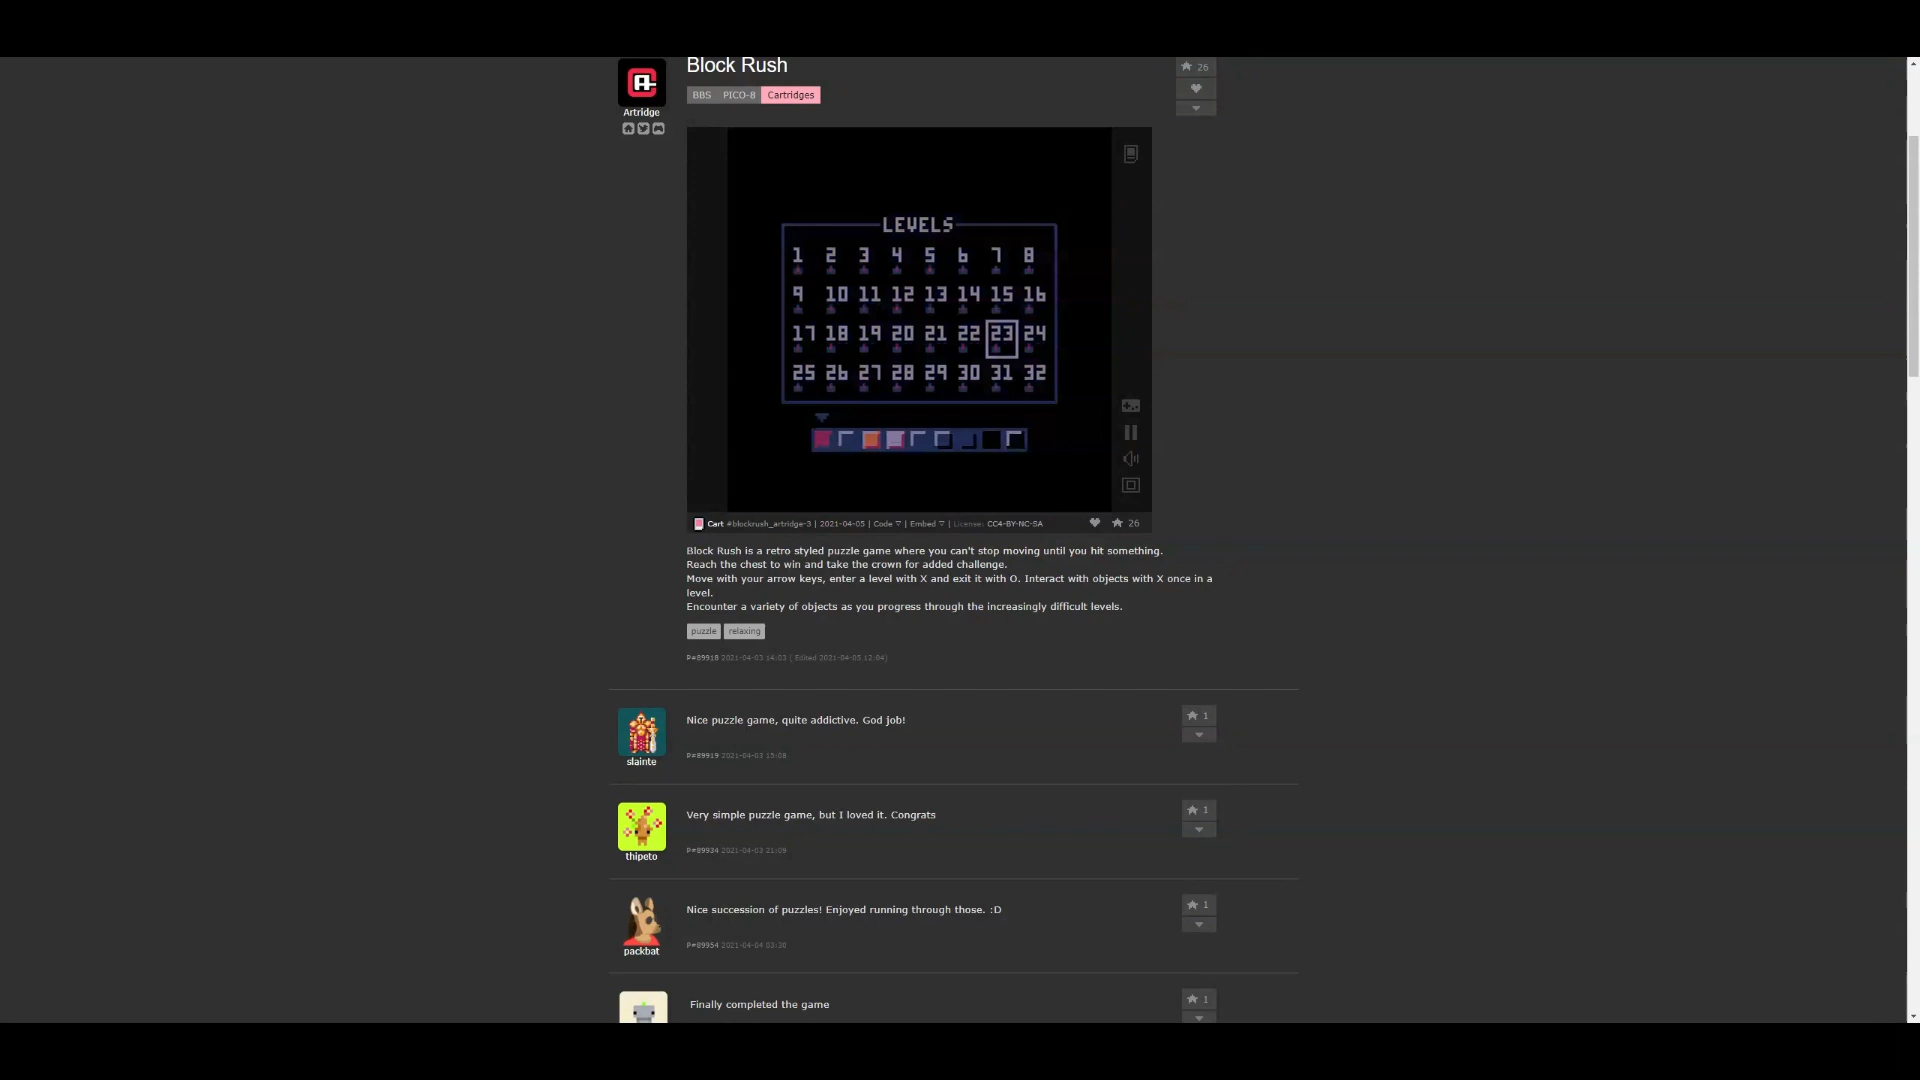 Block Rush
26
BBS PICO-8 Cartridges
Artridge
LEVELS
1 2 3 4 5 6 7 8
9 10 11 12 13 14 15 16
17 18 19 20 21 22 23 24
25 26 27 28 29 30 31 32
Cart #blockrush_artridge-3 | 2021-04-05 | Code ▽ | Embed ▽ | License: CC4-BY-NC-SA 26
Block Rush is a retro styled puzzle game where you can't stop moving until you hit something.
Reach the chest to win and take the crown for added challenge.
Move with your arrow keys, enter a level with X and exit it with O. Interact with objects with X once in a
level.
Encounter a variety of objects as you progress through the increasingly difficult levels.
puzzle relaxing
P#89918 2021-04-03 14:03 ( Edited 2021-04-05 12:04)
Nice puzzle game, quite addictive. God job!
1
slainte
P#89919 2021-04-03 15:08
Very simple puzzle game, but I loved it. Congrats
1
thipeto
P#89934 2021-04-03 21:09
Nice succession of puzzles! Enjoyed running through those. :D
1
packbat
P#89954 2021-04-04 03:30
Finally completed the game
1